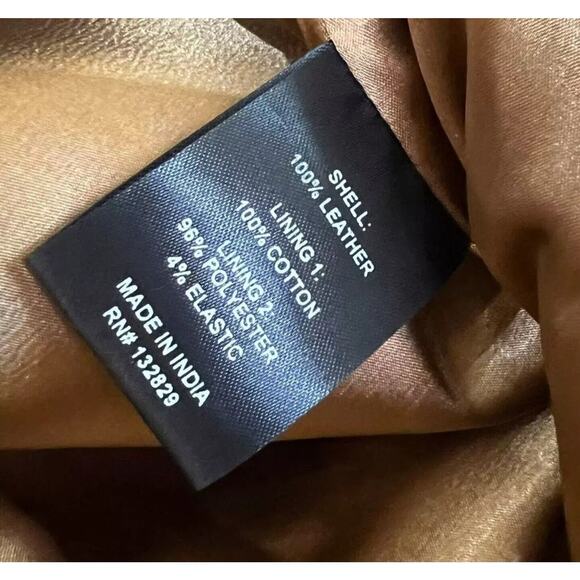 SHELL:
100% LEATHER
LINING 1:
100% COTTON
LINING 2
96% POLYESTER
4% ELASTIC
MADE IN INDIA
RN# 132829